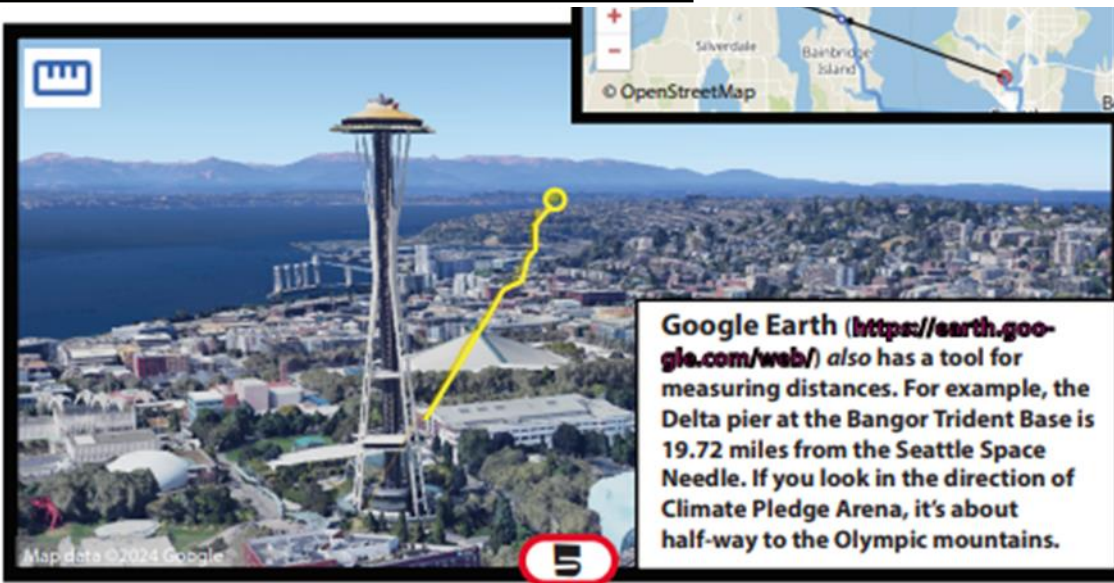 Silverdale
Bainbridge
Island
© OpenStreetMap
Google Earth (https://earth.goo-
gle.com/web/) also has a tool for
measuring distances. For example, the
Delta pier at the Bangor Trident Base is
19.72 miles from the Seattle Space
Needle. If you look in the direction of
Climate Pledge Arena, it's about
half-way to the Olympic mountains.
Map data ©2024 Google
5